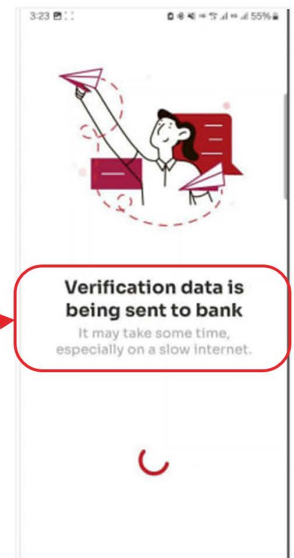 3:23
55%
Verification data is
being sent to bank
It may take some time,
especially on a slow internet.